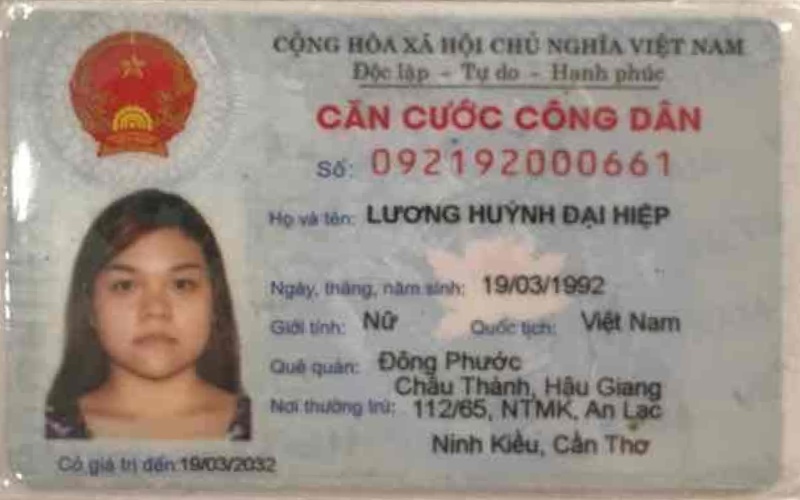 CỘNG HÒA XÃ HỘI CHỦ NGHĨA VIỆT NAM
Độc lập - Tự do - Hạnh phúc
CĂN CƯỚC CÔNG DÂN
Số: 092192000661
Họ và tên: LƯƠNG HUỲNH ĐẠI HIỆP
Ngày, tháng, năm sinh: 19/03/1992
Giới tính: Nữ Quốc tịch: Việt Nam
Quê quán: Đông Phước
Châu Thành, Hậu Giang
Nơi thường trú: 112/65, NTMK, An Lạc
Ninh Kiều, Cần Thơ
Có giá trị đến: 19/03/2032